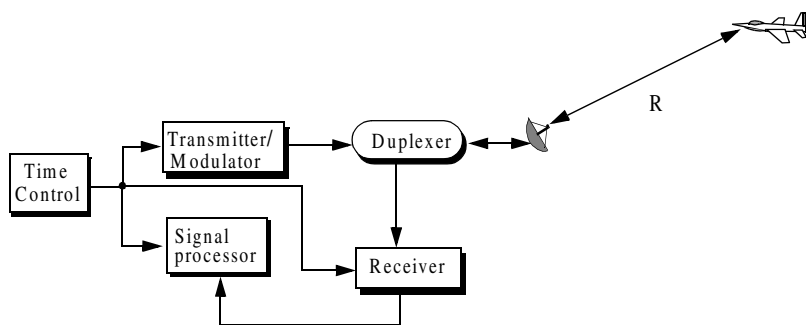 R
Transmitter/
Modulator
Duplexer
Time
Control
Signal
processor
Receiver